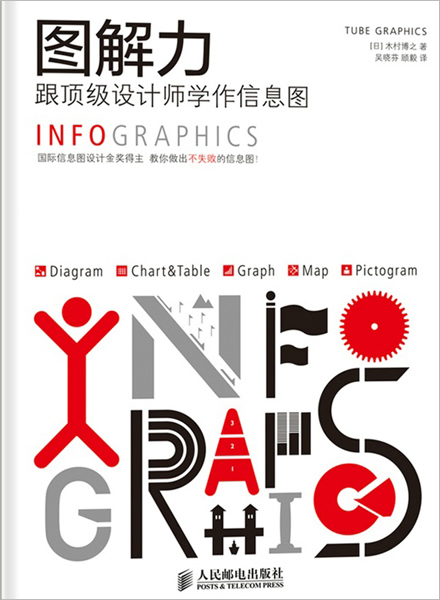 TUBE GRAPHICS
[日] 木村博之 著
吴晓芬 顾毅 译
图解力
跟顶级设计师学作信息图
INFOGRAPHICS
国际信息图设计金奖得主 教你做出不失败的信息图!
Diagram Chart&Table Graph Map Pictogram
INFO
3
2
1
GRAPHICS
人民邮电出版社
POSTS & TELECOM PRESS